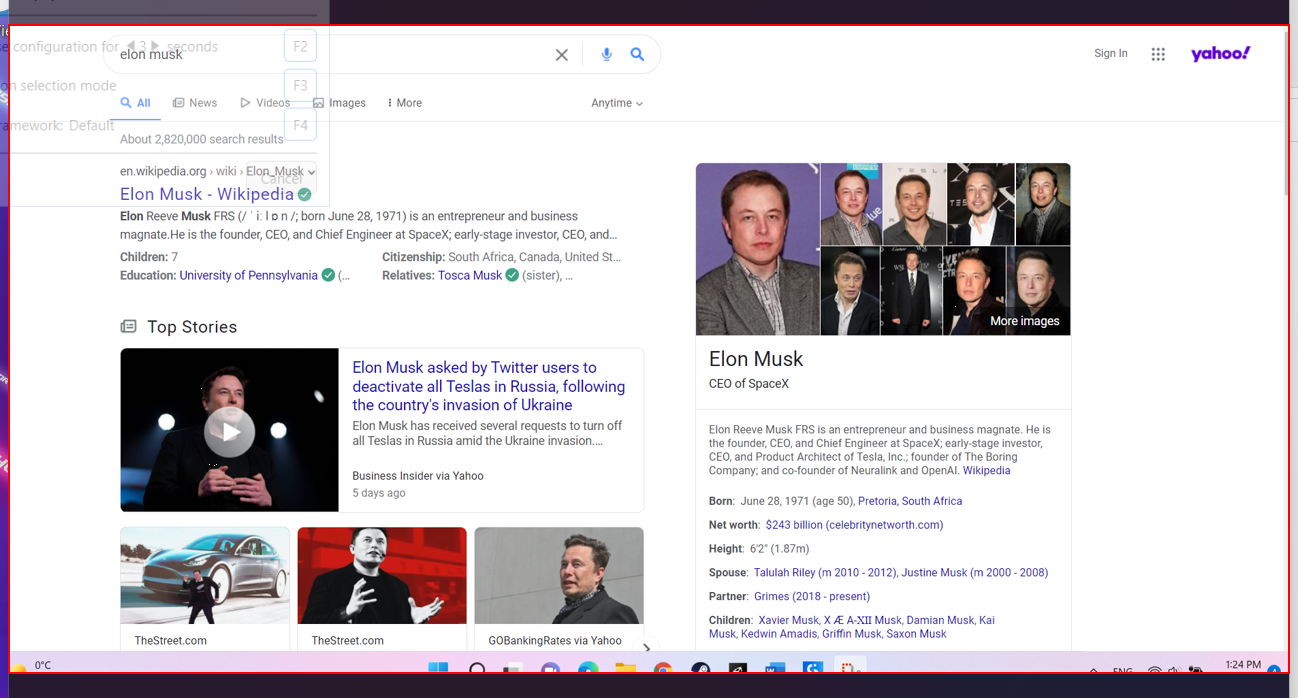 configuration for 3 seconds F2
elon musk
Sign In
yahoo!
on selection mode F3
All News Videos Images More Anytime
ramework: Default F4
About 2,820,000 search results
en.wikipedia.org › wiki › Elon_Musk
Cancel
Elon Musk - Wikipedia
Elon Reeve Musk FRS (/ ˈ iː l ɒ n /; born June 28, 1971) is an entrepreneur and business
magnate.He is the founder, CEO, and Chief Engineer at SpaceX; early-stage investor, CEO, and...
Children: 7
Citizenship: South Africa, Canada, United St...
Education: University of Pennsylvania (...
Relatives: Tosca Musk (sister), ...
Top Stories
Elon Musk asked by Twitter users to
deactivate all Teslas in Russia, following
the country's invasion of Ukraine
Elon Musk has received several requests to turn off
all Teslas in Russia amid the Ukraine invasion....
Business Insider via Yahoo
5 days ago
TheStreet.com
TheStreet.com
GOBankingRates via Yahoo
More images
Elon Musk
CEO of SpaceX
Elon Reeve Musk FRS is an entrepreneur and business magnate. He is
the founder, CEO, and Chief Engineer at SpaceX; early-stage investor,
CEO, and Product Architect of Tesla, Inc.; founder of The Boring
Company; and co-founder of Neuralink and OpenAI. Wikipedia
Born: June 28, 1971 (age 50), Pretoria, South Africa
Net worth: $243 billion (celebritynetworth.com)
Height: 6'2" (1.87m)
Spouse: Talulah Riley (m 2010 - 2012), Justine Musk (m 2000 - 2008)
Partner: Grimes (2018 - present)
Children: Xavier Musk, X Æ A-XII Musk, Damian Musk, Kai
Musk, Kedwin Amadis, Griffin Musk, Saxon Musk
0°C
ENG
1:24 PM